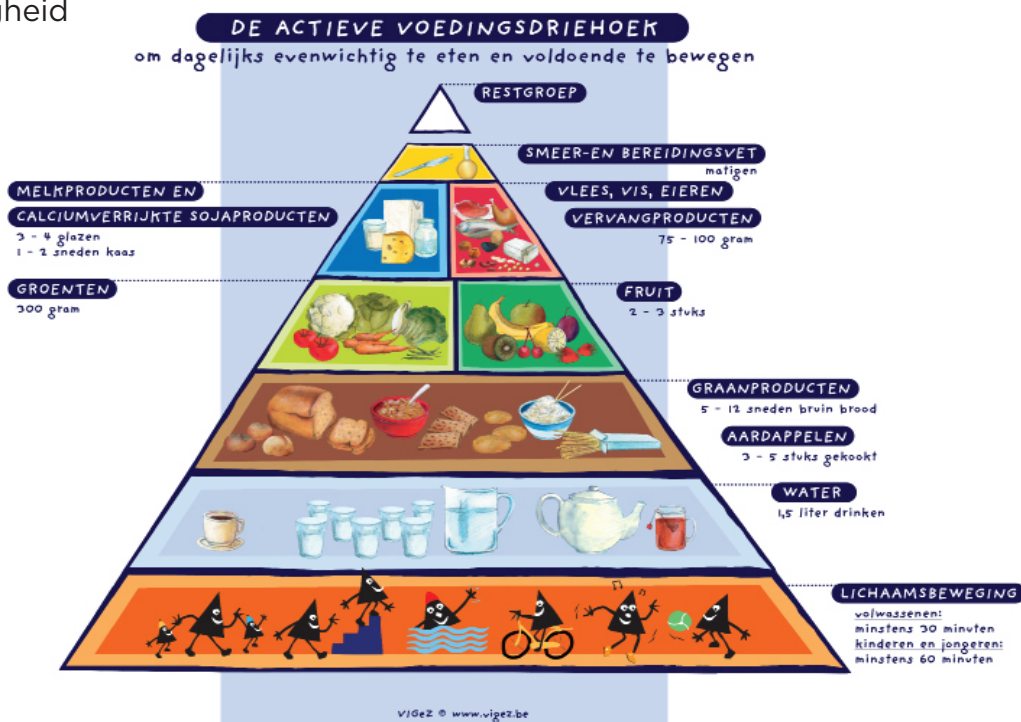 gheid
DE ACTIEVE VOEDINGSDRIEHOEK
om dagelijks evenwichtig te eten en voldoende te bewegen
RESTGROEP
SMEER-EN BEREIDINGSVET
matigen
MELKPRODUCTEN EN
CALCIUMVERRIJKTE SOJAPRODUCTEN
3 - 4 glazen
1 - 2 sneden kaas
VLEES, VIS, EIEREN
VERVANGPRODUCTEN
75 - 100 gram
GROENTEN
300 gram
FRUIT
2 - 3 stuks
GRAANPRODUCTEN
5 - 12 sneden bruin brood
AARDAPPELEN
3 - 5 stuks gekookt
WATER
1,5 liter drinken
LICHAAMSBEWEGING
volwassenen:
minstens 30 minuten
kinderen en jongeren:
minstens 60 minuten
VIGeZ © www.vigez.be